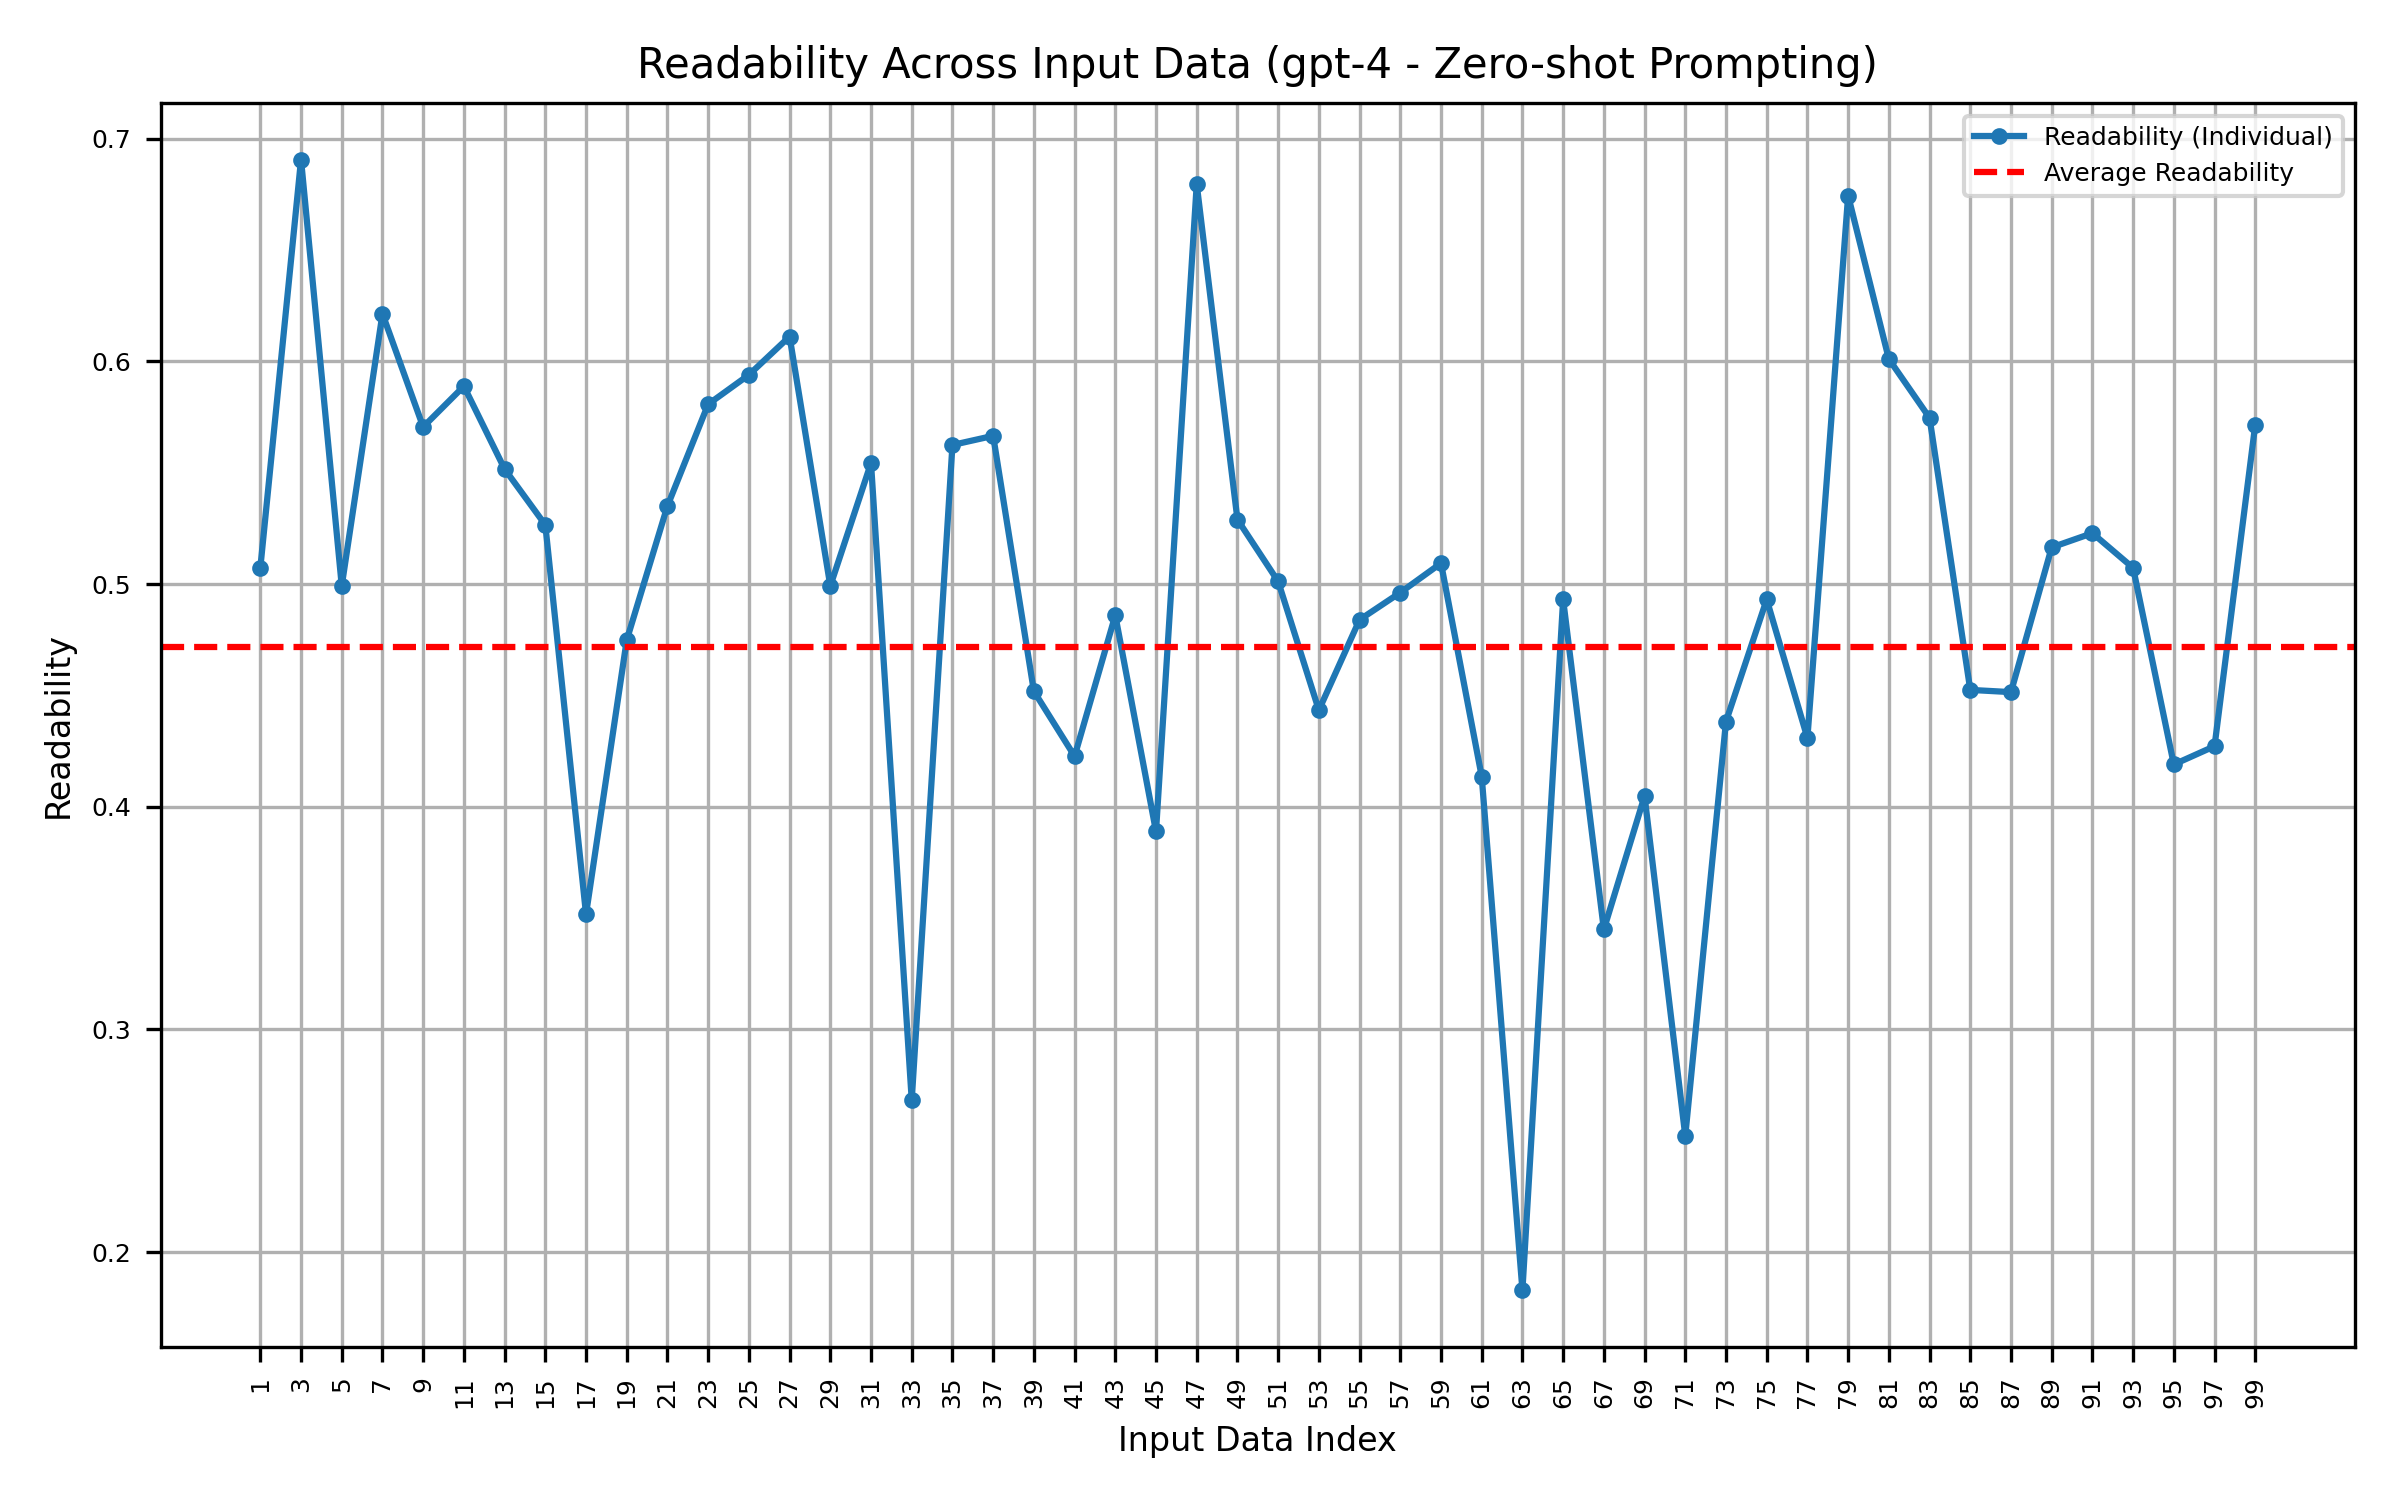 Readability Across Input Data (gpt-4 - Zero-shot Prompting)
Readability (Individual)
Average Readability
Readability
0.7
0.6
0.5
0.4
0.3
0.2
1 3 5 7 9 11 13 15 17 19 21 23 25 27 29 31 33 35 37 39 41 43 45 47 49 51 53 55 57 59 61 63 65 67 69 71 73 75 77 79 81 83 85 87 89 91 93 95 97 99
Input Data Index